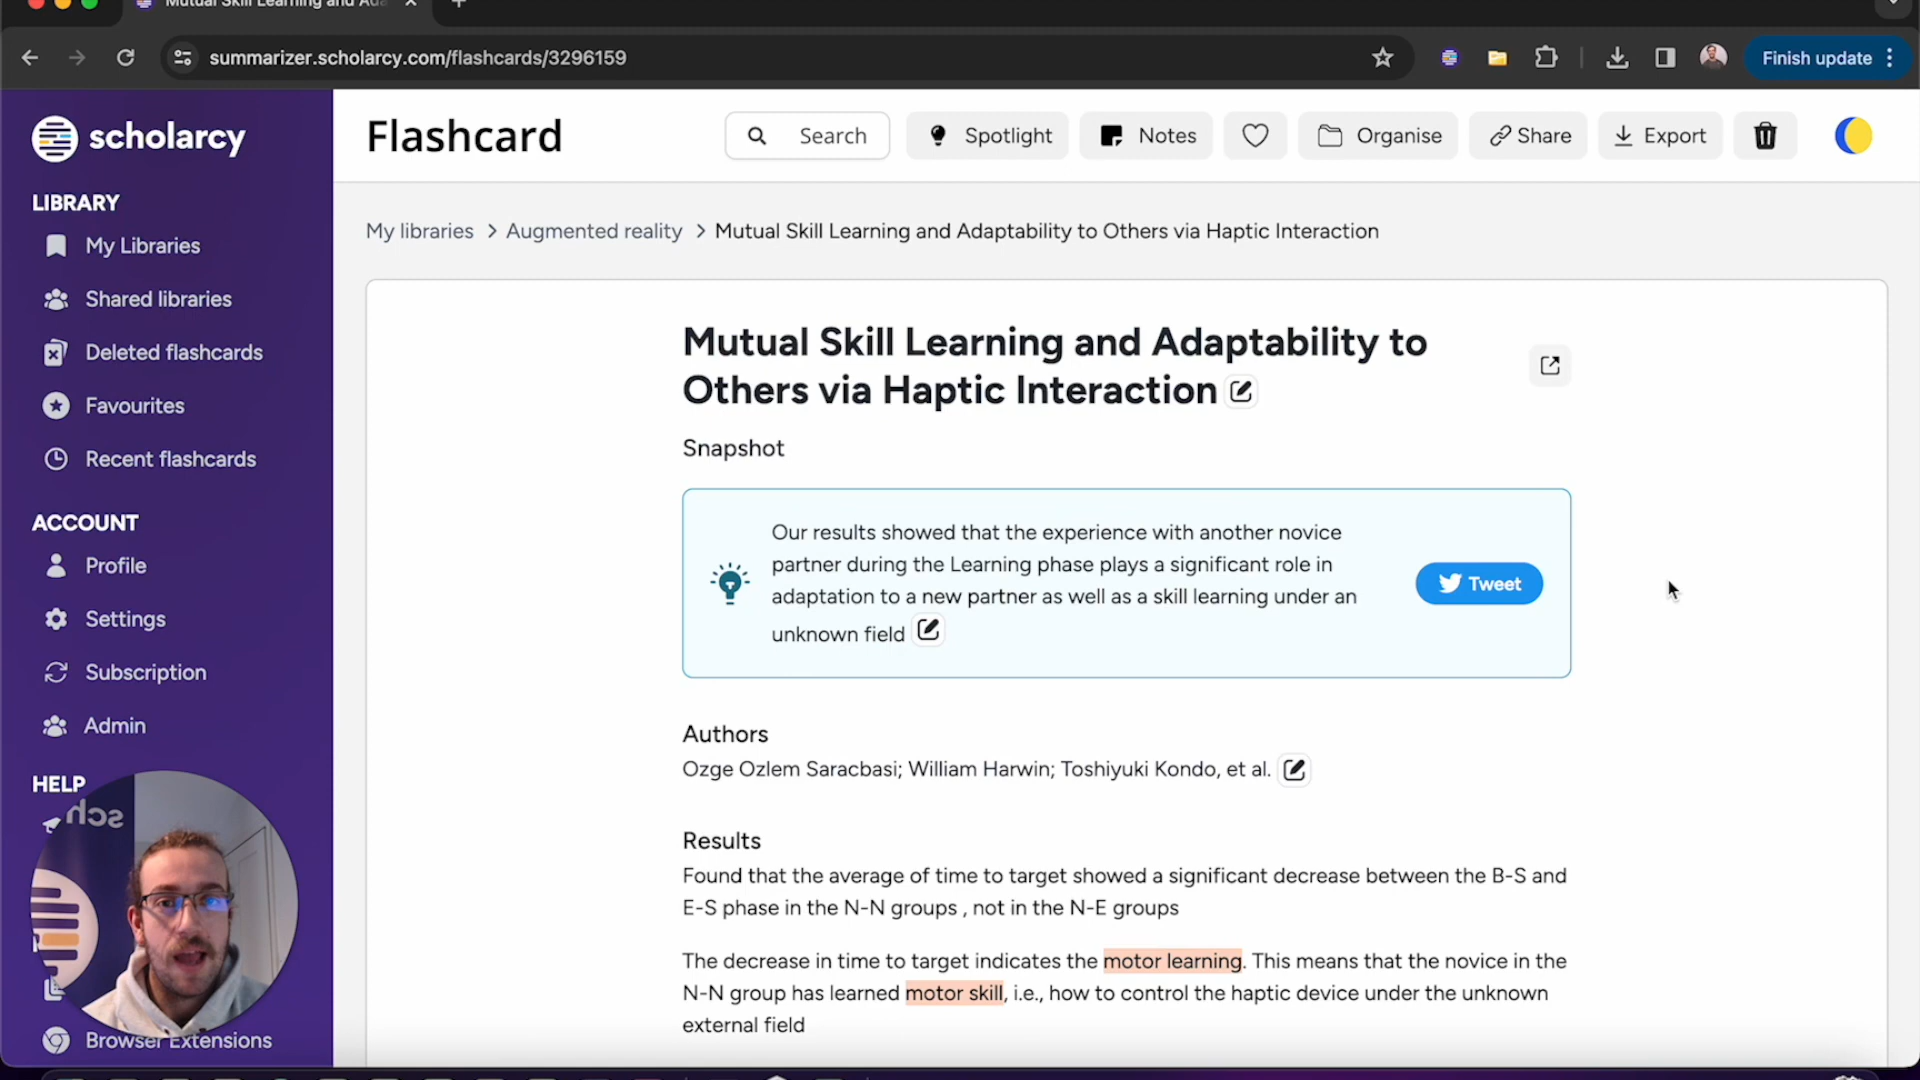 Mutual Skill Learning and Ada
summarizer.scholarcy.com/flashcards/3296159
Finish update
scholarcy
Flashcard
Search
Spotlight
Notes
Organise
Share
Export
LIBRARY
My Libraries
Shared libraries
Deleted flashcards
Favourites
Recent flashcards
ACCOUNT
Profile
Settings
Subscription
Admin
HELP
sch
Browser Extensions
My libraries > Augmented reality > Mutual Skill Learning and Adaptability to Others via Haptic Interaction
Mutual Skill Learning and Adaptability to
Others via Haptic Interaction
Snapshot
Our results showed that the experience with another novice
partner during the Learning phase plays a significant role in
adaptation to a new partner as well as a skill learning under an
unknown field
Tweet
Authors
Ozge Ozlem Saracbasi; William Harwin; Toshiyuki Kondo, et al.
Results
Found that the average of time to target showed a significant decrease between the B-S and
E-S phase in the N-N groups , not in the N-E groups
The decrease in time to target indicates the motor learning. This means that the novice in the
N-N group has learned motor skill, i.e., how to control the haptic device under the unknown
external field